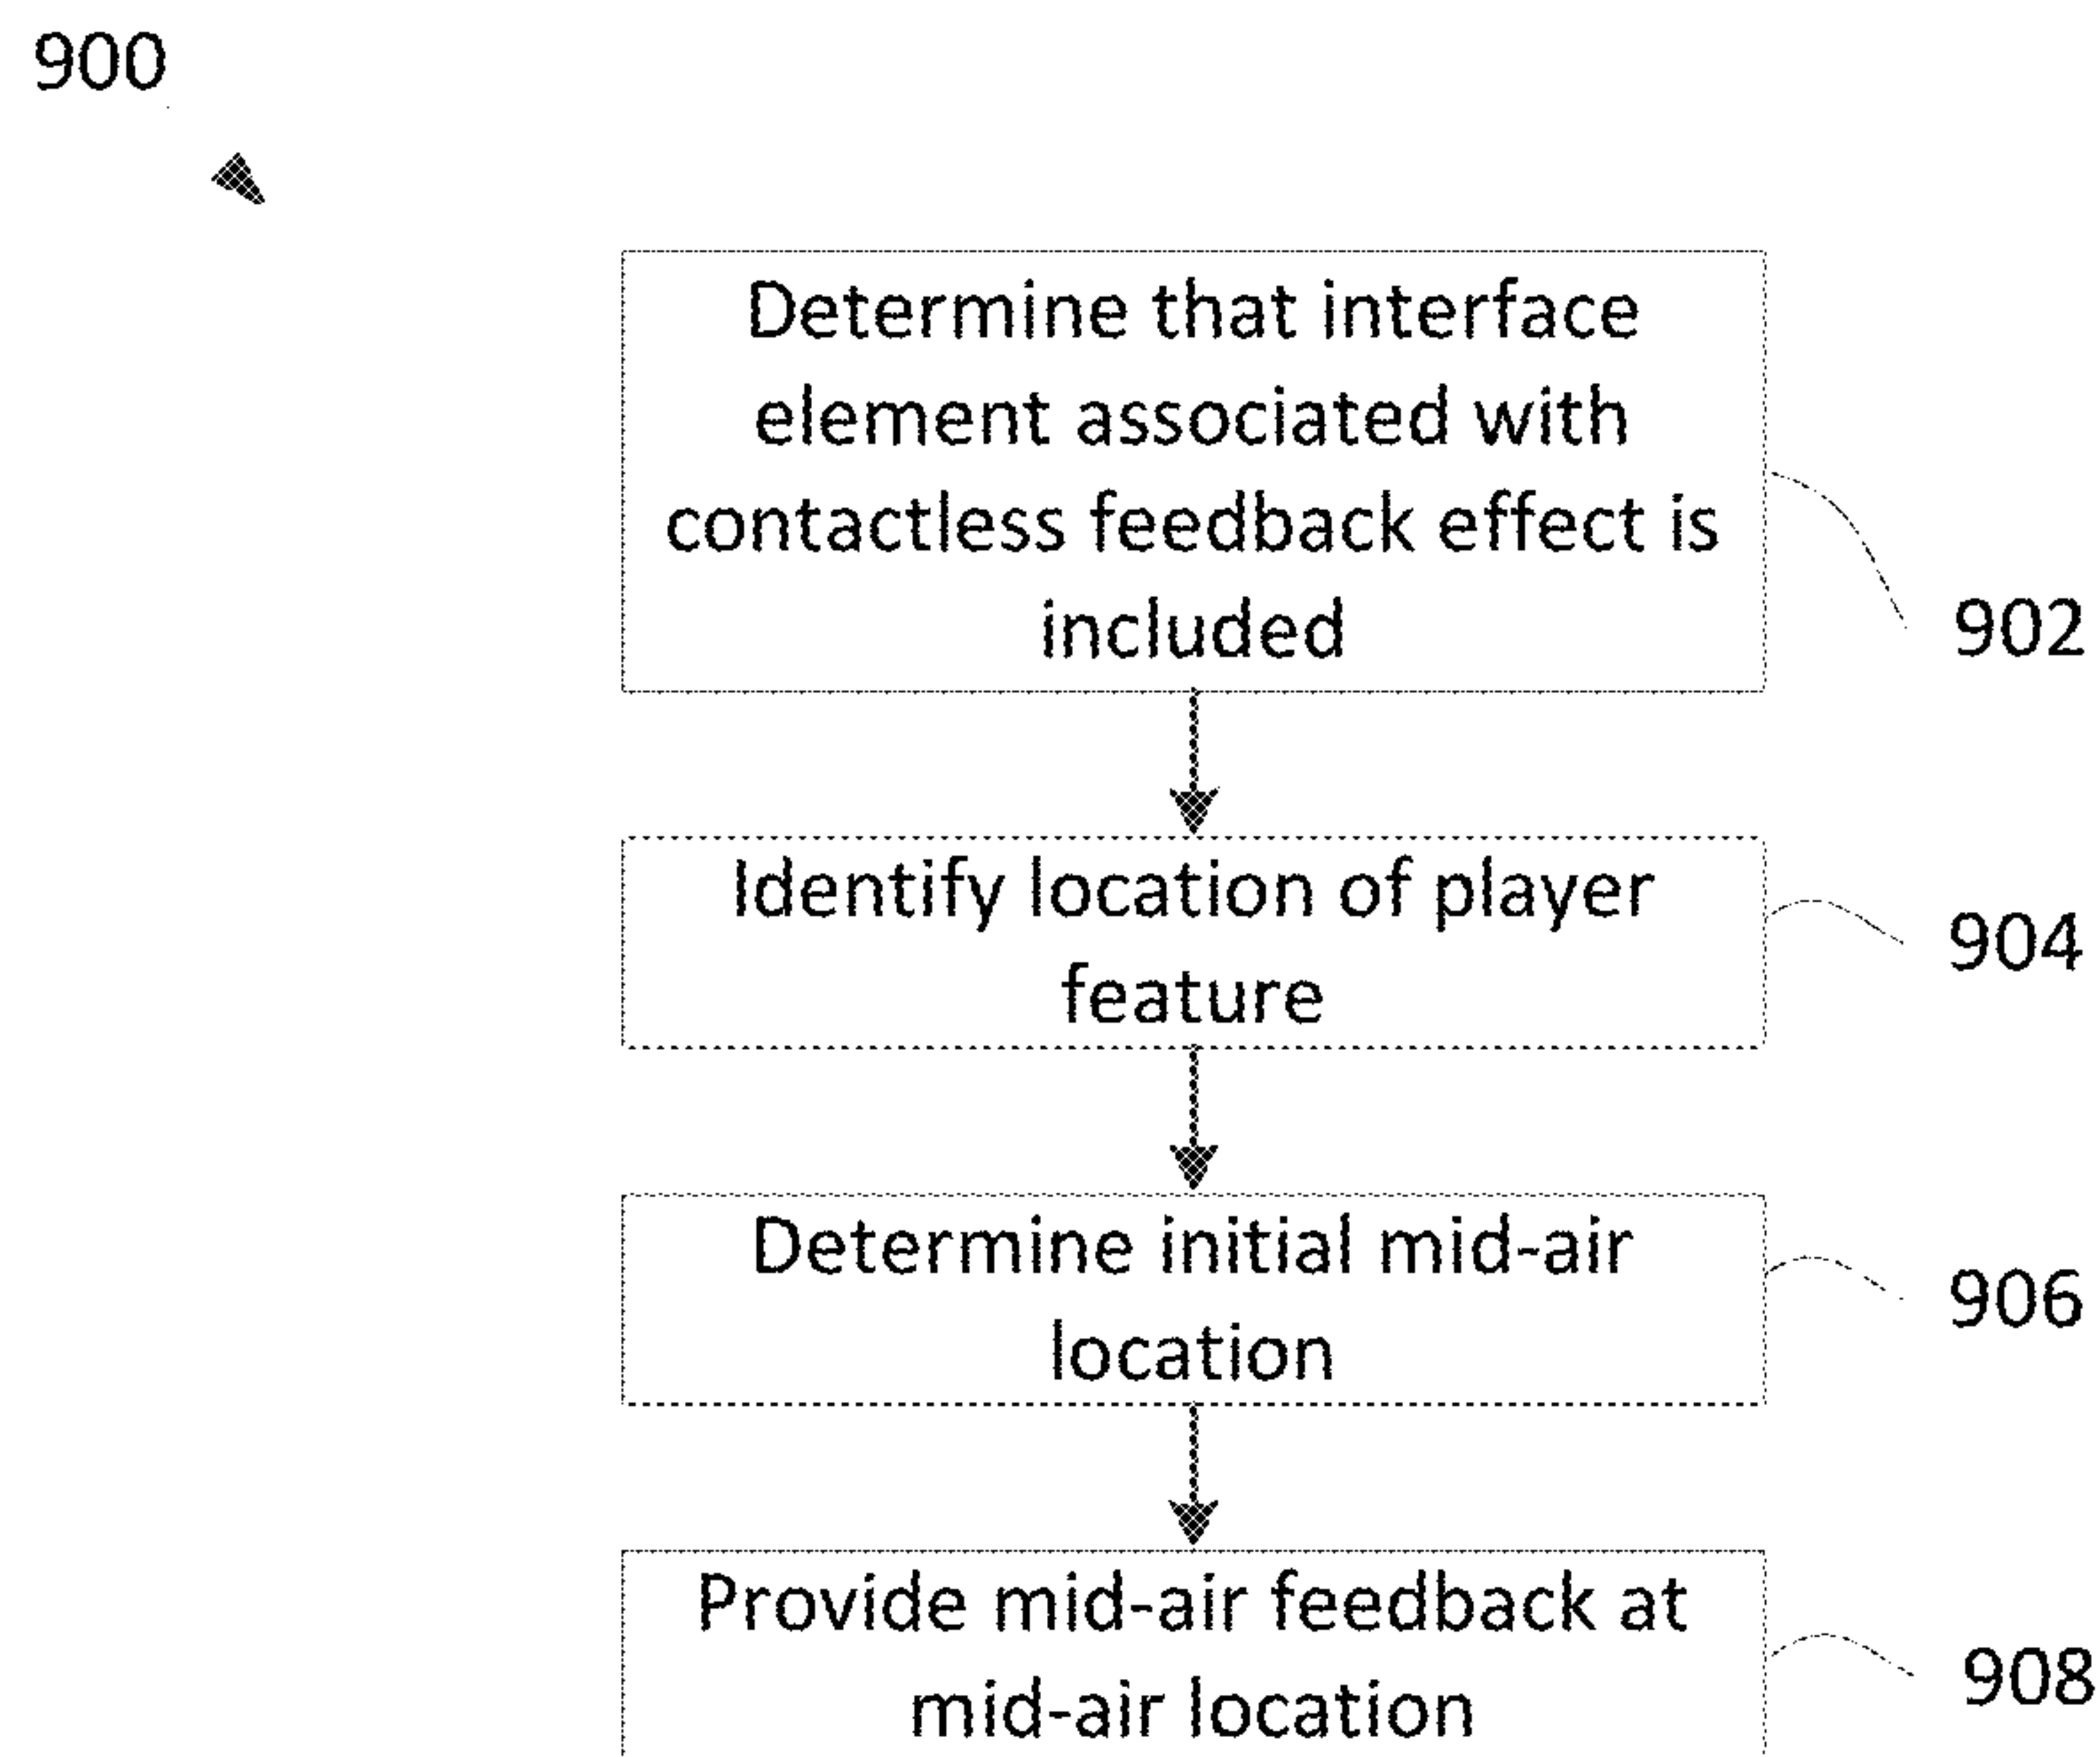 900
Determine that interface
element associated with
contactless feedback effect is
included
902
Identify location of player
feature
904
Determine initial mid-air
location
906
Provide mid-air feedback at
mid-air location
908